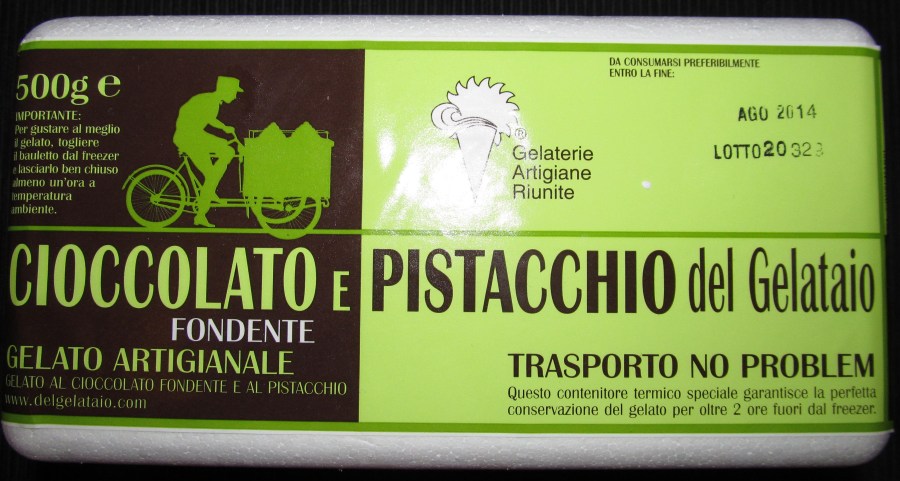 500g e
IMPORTANTE:
Per gustare al meglio
il gelato, togliere
il bauletto dal freezer
e lasciarlo ben chiuso
almeno un'ora a
temperatura
ambiente.
DA CONSUMARSI PREFERIBILMENTE
ENTRO LA FINE:
AGO 2014
LOTTO 20323
®
Gelaterie
Artigiane
Riunite
CIOCCOLATO E PISTACCHIO del Gelataio
FONDENTE
GELATO ARTIGIANALE
GELATO AL CIOCCOLATO FONDENTE E AL PISTACCHIO
www.delgelataio.com
TRASPORTO NO PROBLEM
Questo contenitore termico speciale garantisce la perfetta
conservazione del gelato per oltre 2 ore fuori dal freezer.